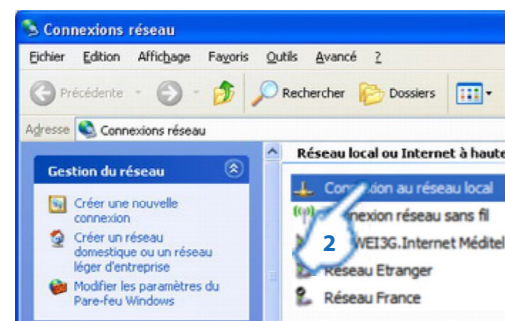 Connexions réseau
Fichier Edition Affichage Favoris Outils Avancé ?
Précédente Rechercher Dossiers
Adresse Connexions réseau
Réseau local ou Internet à haute
Gestion du réseau
Connexion au réseau local
Créer une nouvelle
connexion
nexion réseau sans fil
Créer un réseau
domestique ou un réseau
léger d'entreprise
2
WEI3G.Internet Méditel
Réseau Etranger
Modifier les paramètres du
Pare-feu Windows
Réseau France